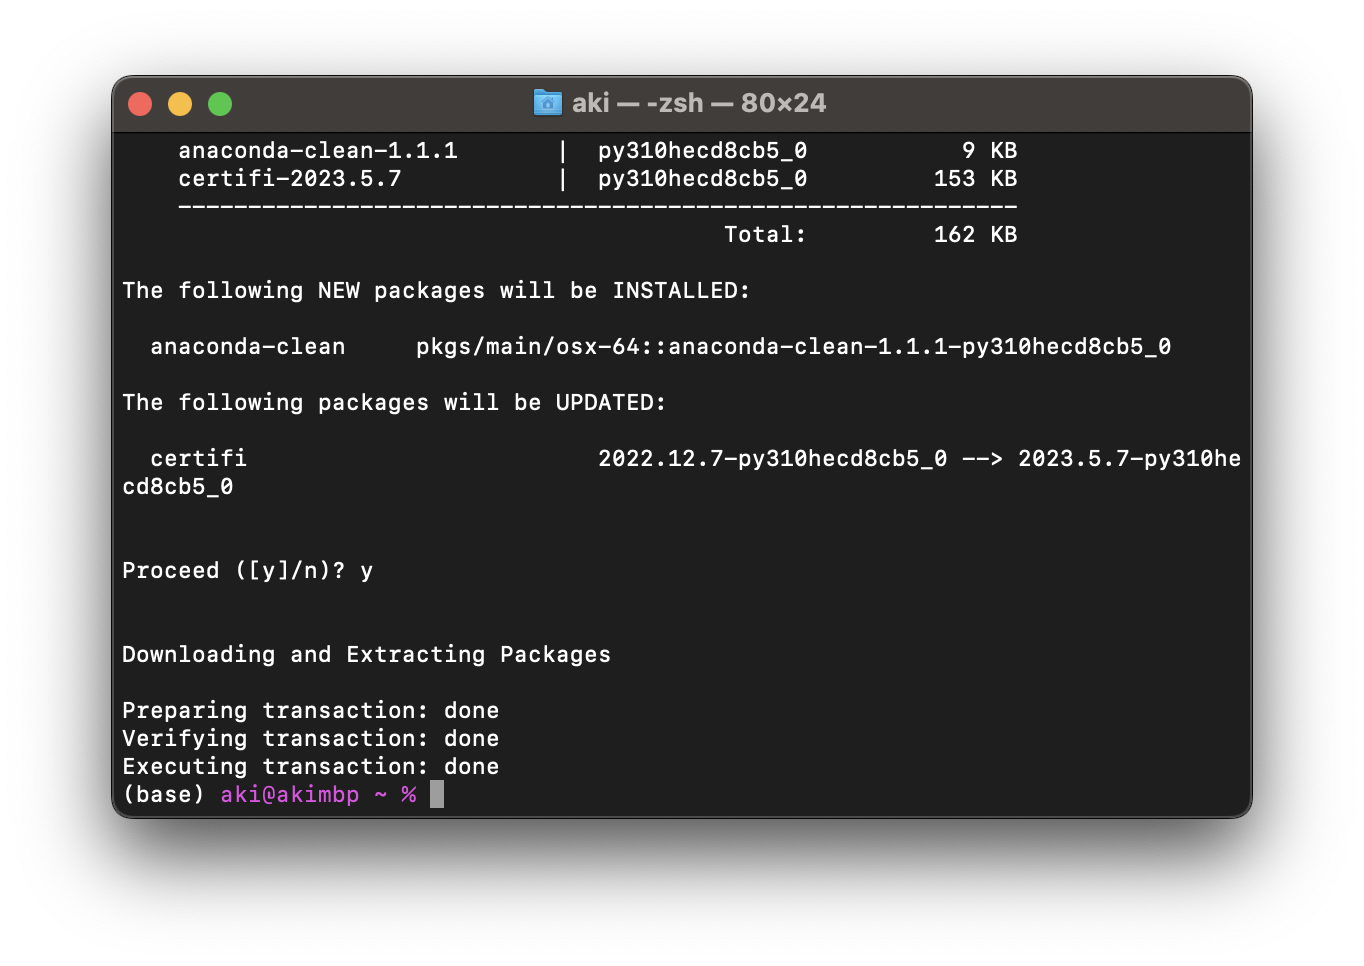 aki — -zsh — 80×24
anaconda-clean-1.1.1 | py310hecd8cb5_0 9 KB
certifi-2023.5.7 | py310hecd8cb5_0 153 KB
------------------------------------------------------------
Total: 162 KB
The following NEW packages will be INSTALLED:
anaconda-clean pkgs/main/osx-64::anaconda-clean-1.1.1-py310hecd8cb5_0
The following packages will be UPDATED:
certifi 2022.12.7-py310hecd8cb5_0 --> 2023.5.7-py310he
cd8cb5_0
Proceed ([y]/n)? y
Downloading and Extracting Packages
Preparing transaction: done
Verifying transaction: done
Executing transaction: done
(base) aki@akimbp ~ %